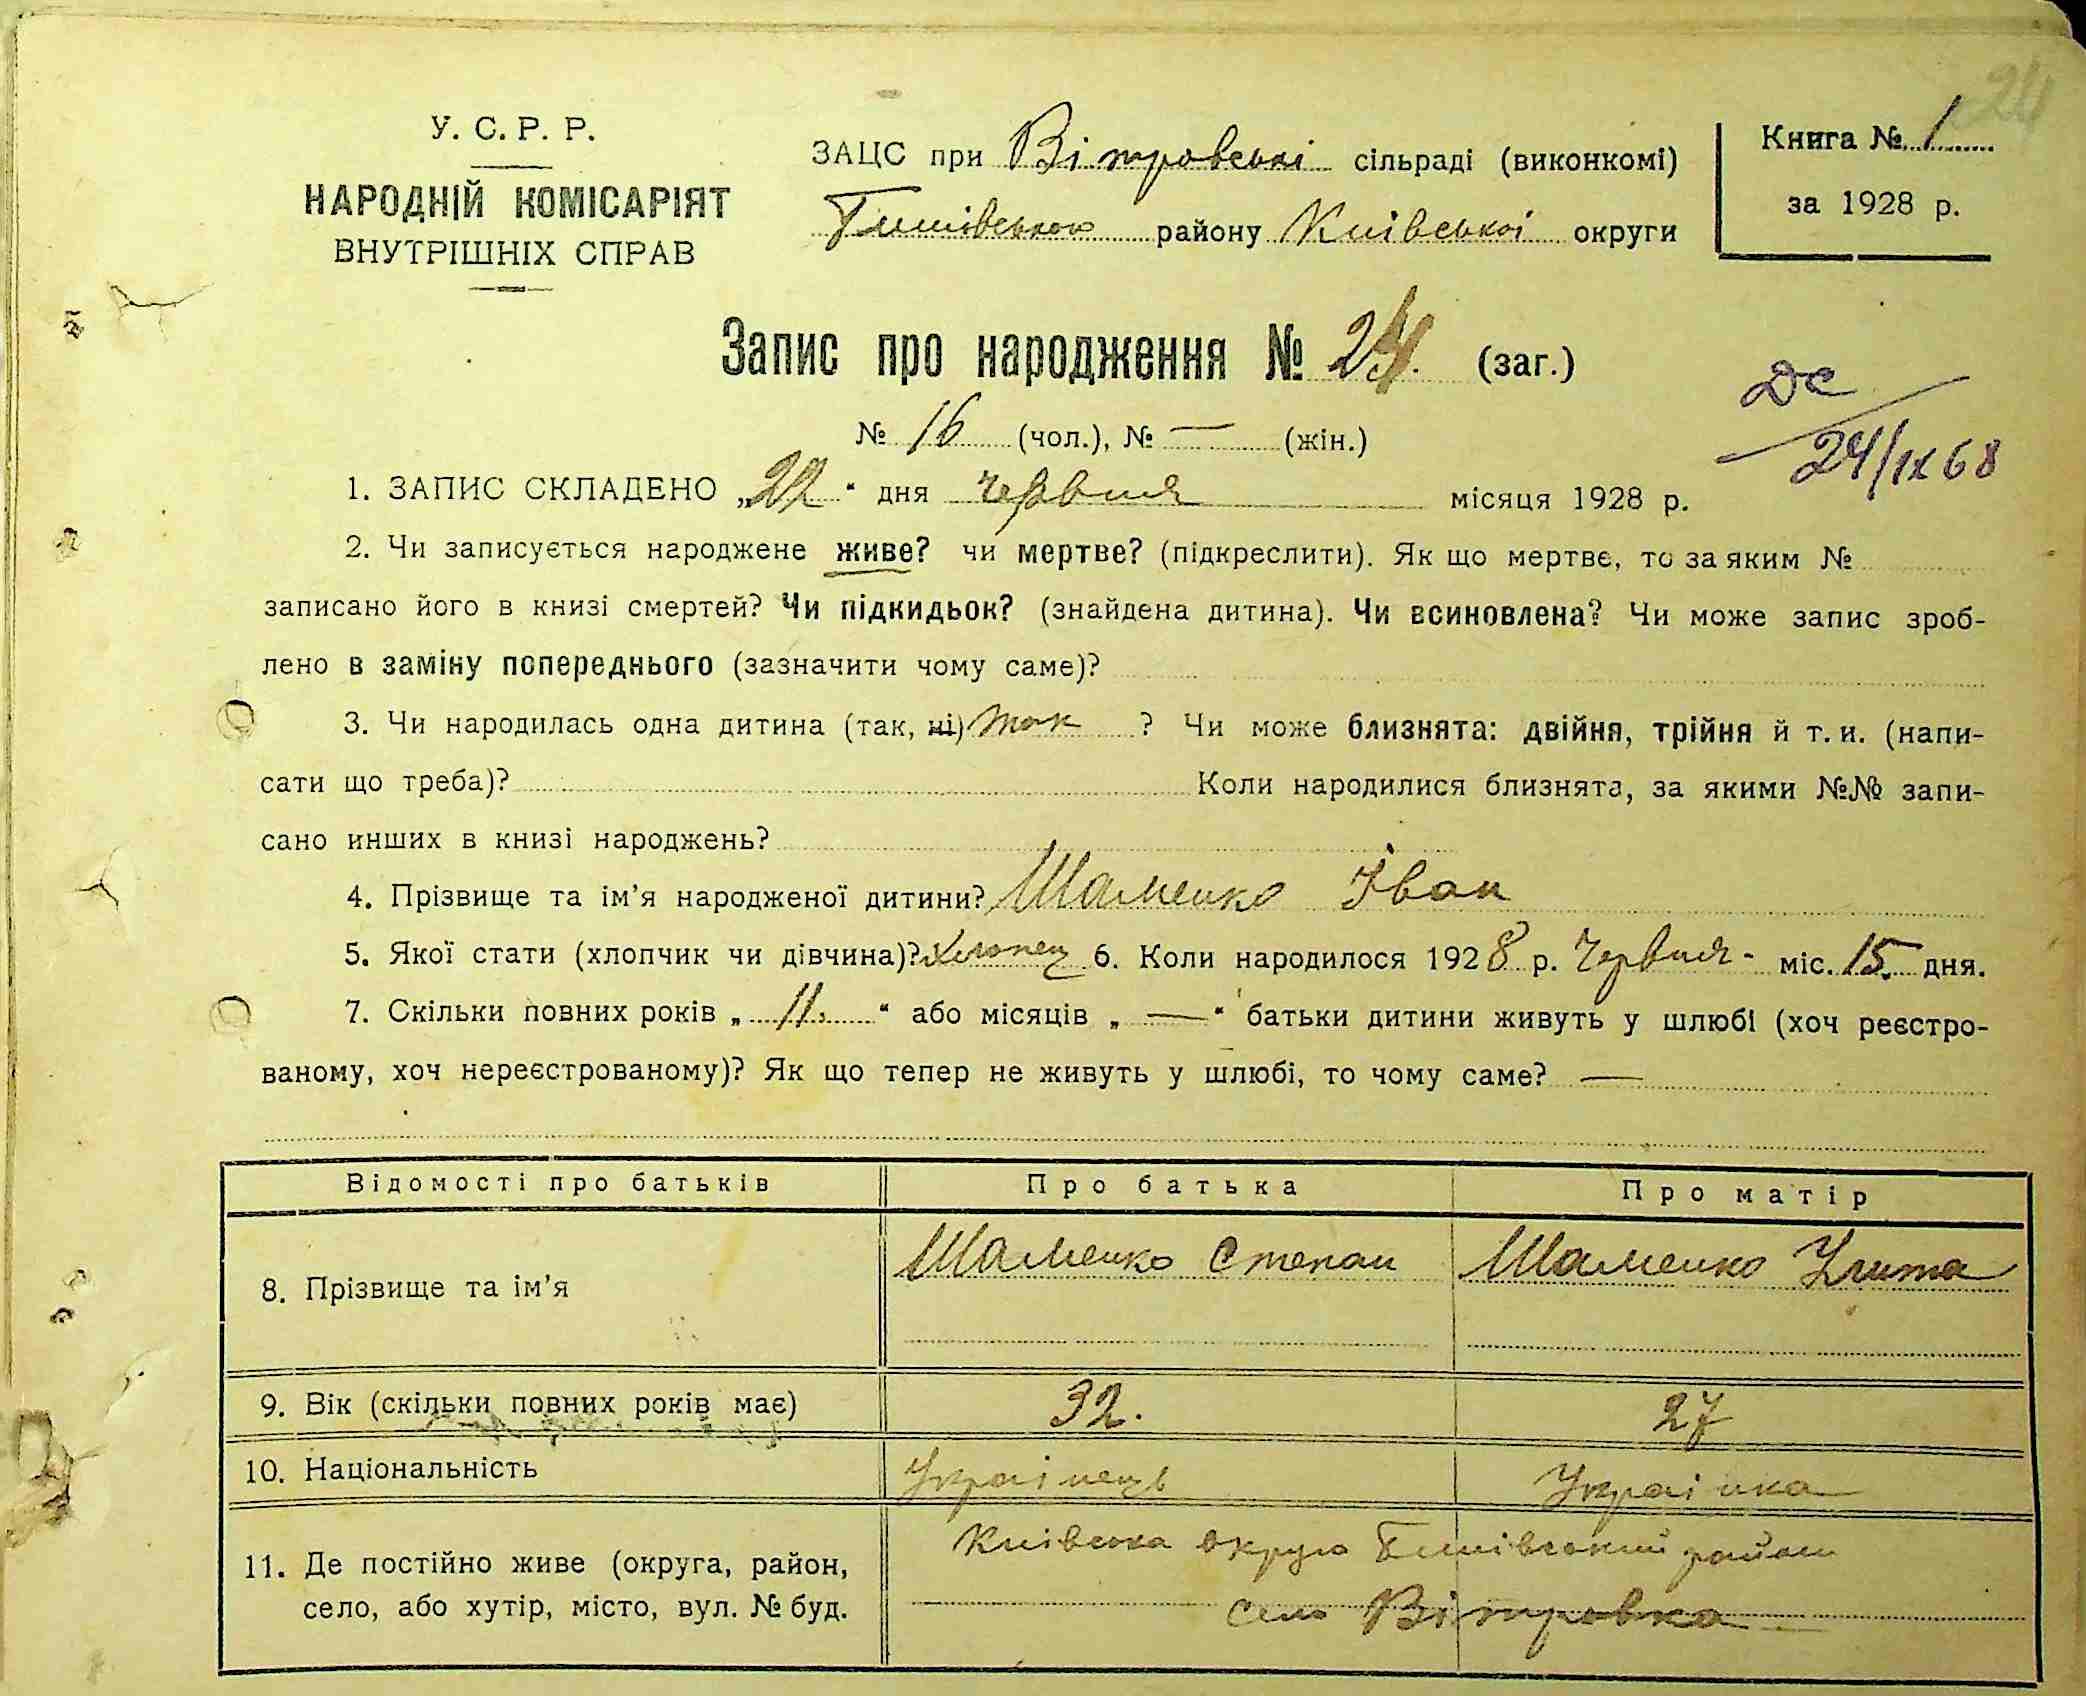 24
У. С. Р. Р.
НАРОДНІЙ КОМІСАРІЯТ
ВНУТРІШНІХ СПРАВ
ЗАЦС при Вітровські сільраді (виконкомі)
району Київської округи
Книга № 1
за 1928 р.
Запис про народження № 24. (заг.)
№ 16 (чол.), № — (жін.)
24/IX 68
1. ЗАПИС СКЛАДЕНО „22“ дня червня місяця 1928 р.
2. Чи записується народжене живе? чи мертве? (підкреслити). Як що мертве, то за яким №
записано його в книзі смертей? Чи підкидьок? (знайдена дитина). Чи всиновлена? Чи може запис зроб-
лено в заміну попереднього (зазначити чому саме)?
3. Чи народилась одна дитина (так, ні) так ? Чи може близнята: двійня, трійня й т. и. (напи-
сати що треба)? Коли народилися близнята, за якими №№ запи-
сано инших в книзі народжень?
4. Прізвище та ім’я народженої дитини? Шаменко Іван
5. Якої стати (хлопчик чи дівчина)? хлопец 6. Коли народилося 1928 р. Червня - міс. 15. дня.
7. Скільки повних років „ 11. “ або місяців „ — “ батьки дитини живуть у шлюбі (хоч реєстро-
ваному, хоч нереєстрованому)? Як що тепер не живуть у шлюбі, то чому саме? —
Відомості про батьків Про батька Про матір
8. Прізвище та ім’я Шаменко Степан Шаменко
9. Вік (скільки повних років має) 32. 27
10. Національність Українець Українка
11. Де постійно живе (округа, район, Київська округа район
село, або хутір, місто, вул. № буд. село Вітровка